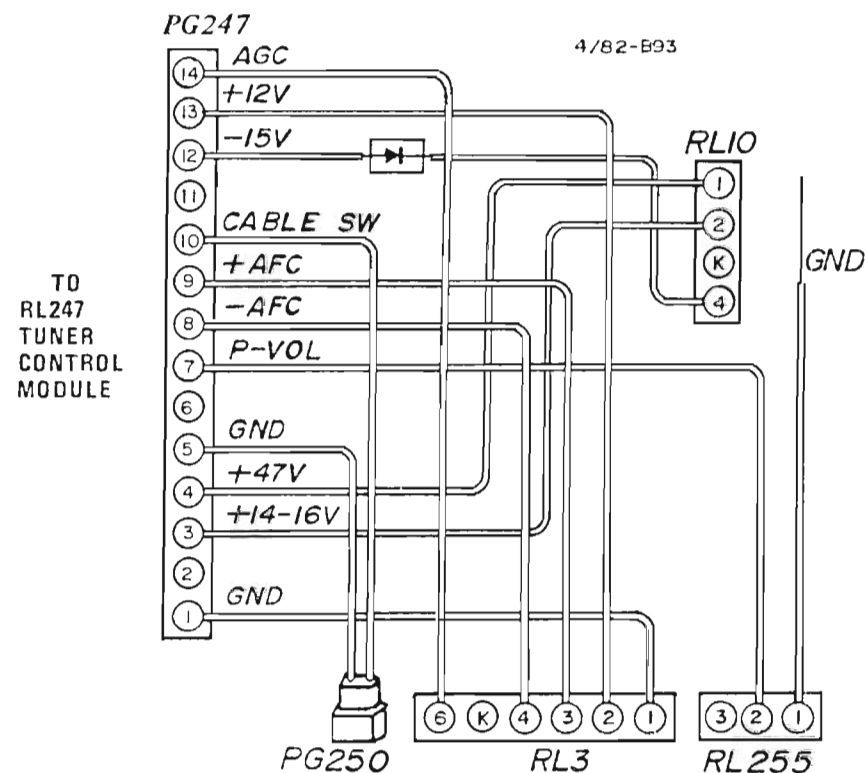 PG247
4/82-B93
14 AGC
13 +12V
12 -15V
11
10 CABLE SW
9 +AFC
8 -AFC
7 P-VOL
6
5 GND
4 +47V
3 +14-16V
2
1 GND
TO
RL247
TUNER
CONTROL
MODULE
RL10
1
2
K
4
GND
PG250
6 K 4 3 2 1
RL3
3 2 1
RL255